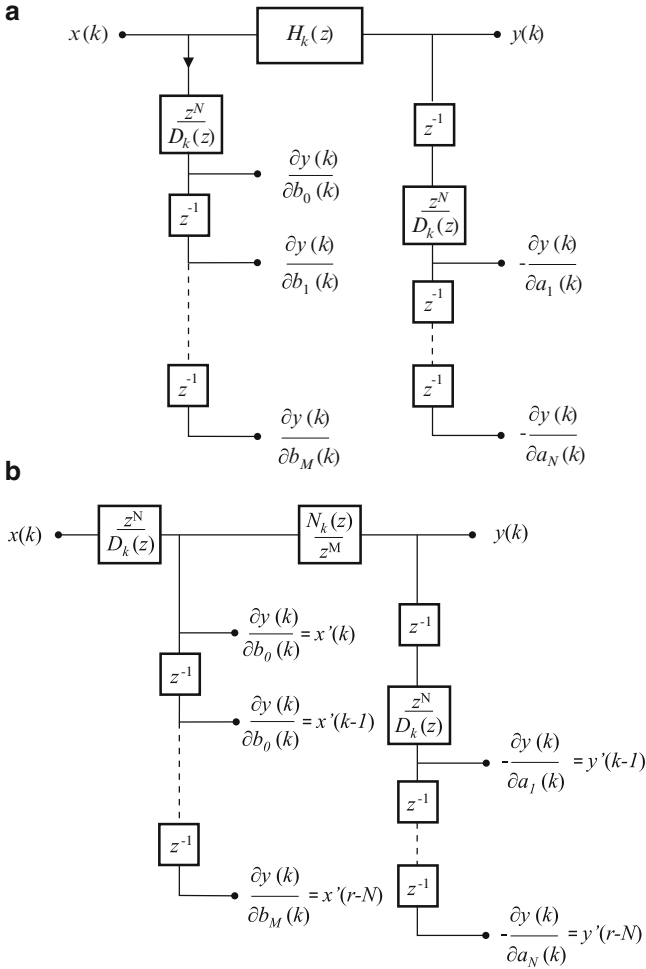 a
x(k) H_k(z) y(k)
z^N / D_k(z)
z^-1
∂y(k) / ∂b_0(k)
z^-1
z^N / D_k(z)
∂y(k) / ∂b_1(k)
-∂y(k) / ∂a_1(k)
z^-1
z^-1
z^-1
∂y(k) / ∂b_M(k)
-∂y(k) / ∂a_N(k)
b
x(k) z^N / D_k(z) N_k(z) / z^M y(k)
∂y(k) / ∂b_0(k) = x'(k)
z^-1
z^-1
z^N / D_k(z)
∂y(k) / ∂b_0(k) = x'(k-1)
-∂y(k) / ∂a_1(k) = y'(k-1)
z^-1
z^-1
z^-1
∂y(k) / ∂b_M(k) = x'(r-N)
-∂y(k) / ∂a_N(k) = y'(r-N)